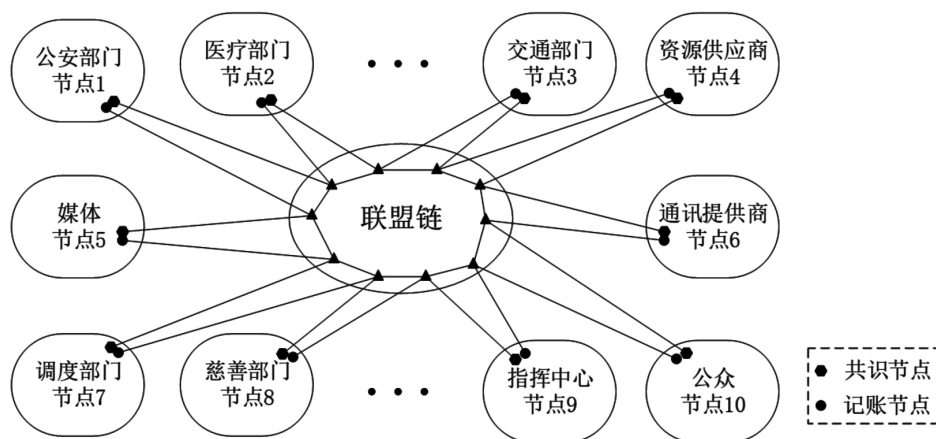 公安部门
节点1
医疗部门
节点2
• • •
交通部门
节点3
资源供应商
节点4
媒体
节点5
联盟链
通讯提供商
节点6
调度部门
节点7
慈善部门
节点8
• • •
指挥中心
节点9
公众
节点10
共识节点
记账节点